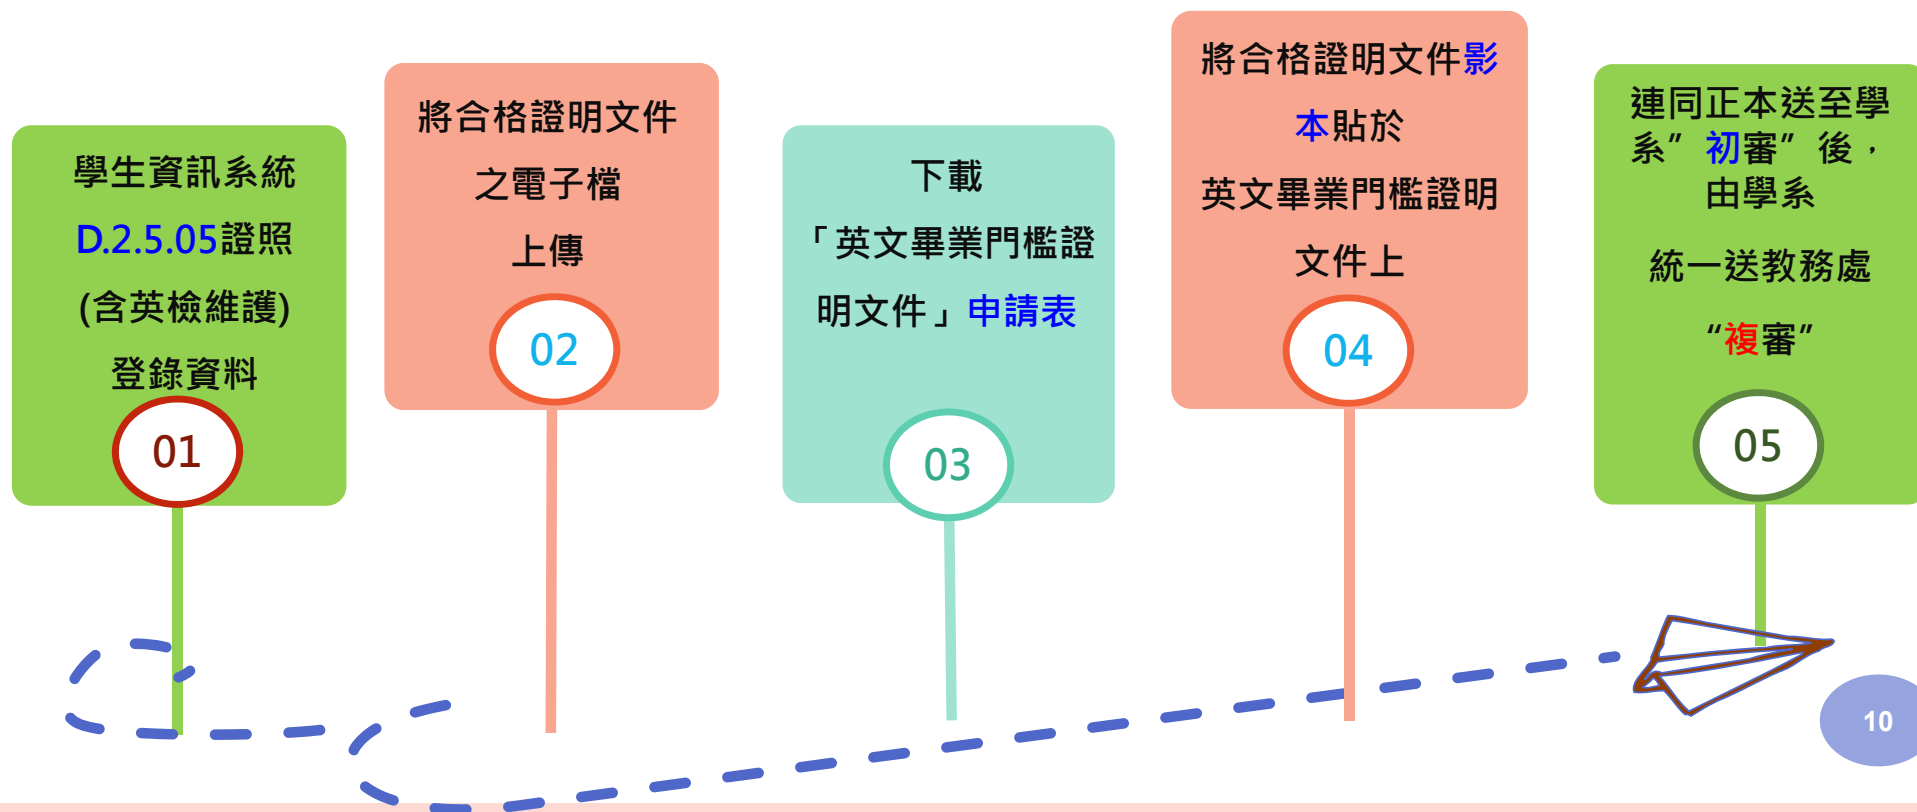 學生資訊系統
D.2.5.05證照
(含英檢維護)
登錄資料
01
將合格證明文件
之電子檔
上傳
02
下載
「英文畢業門檻證
明文件」申請表
03
將合格證明文件影
本貼於
英文畢業門檻證明
文件上
04
連同正本送至學
系”初審”後，
由學系
統一送教務處
“複審”
05
10